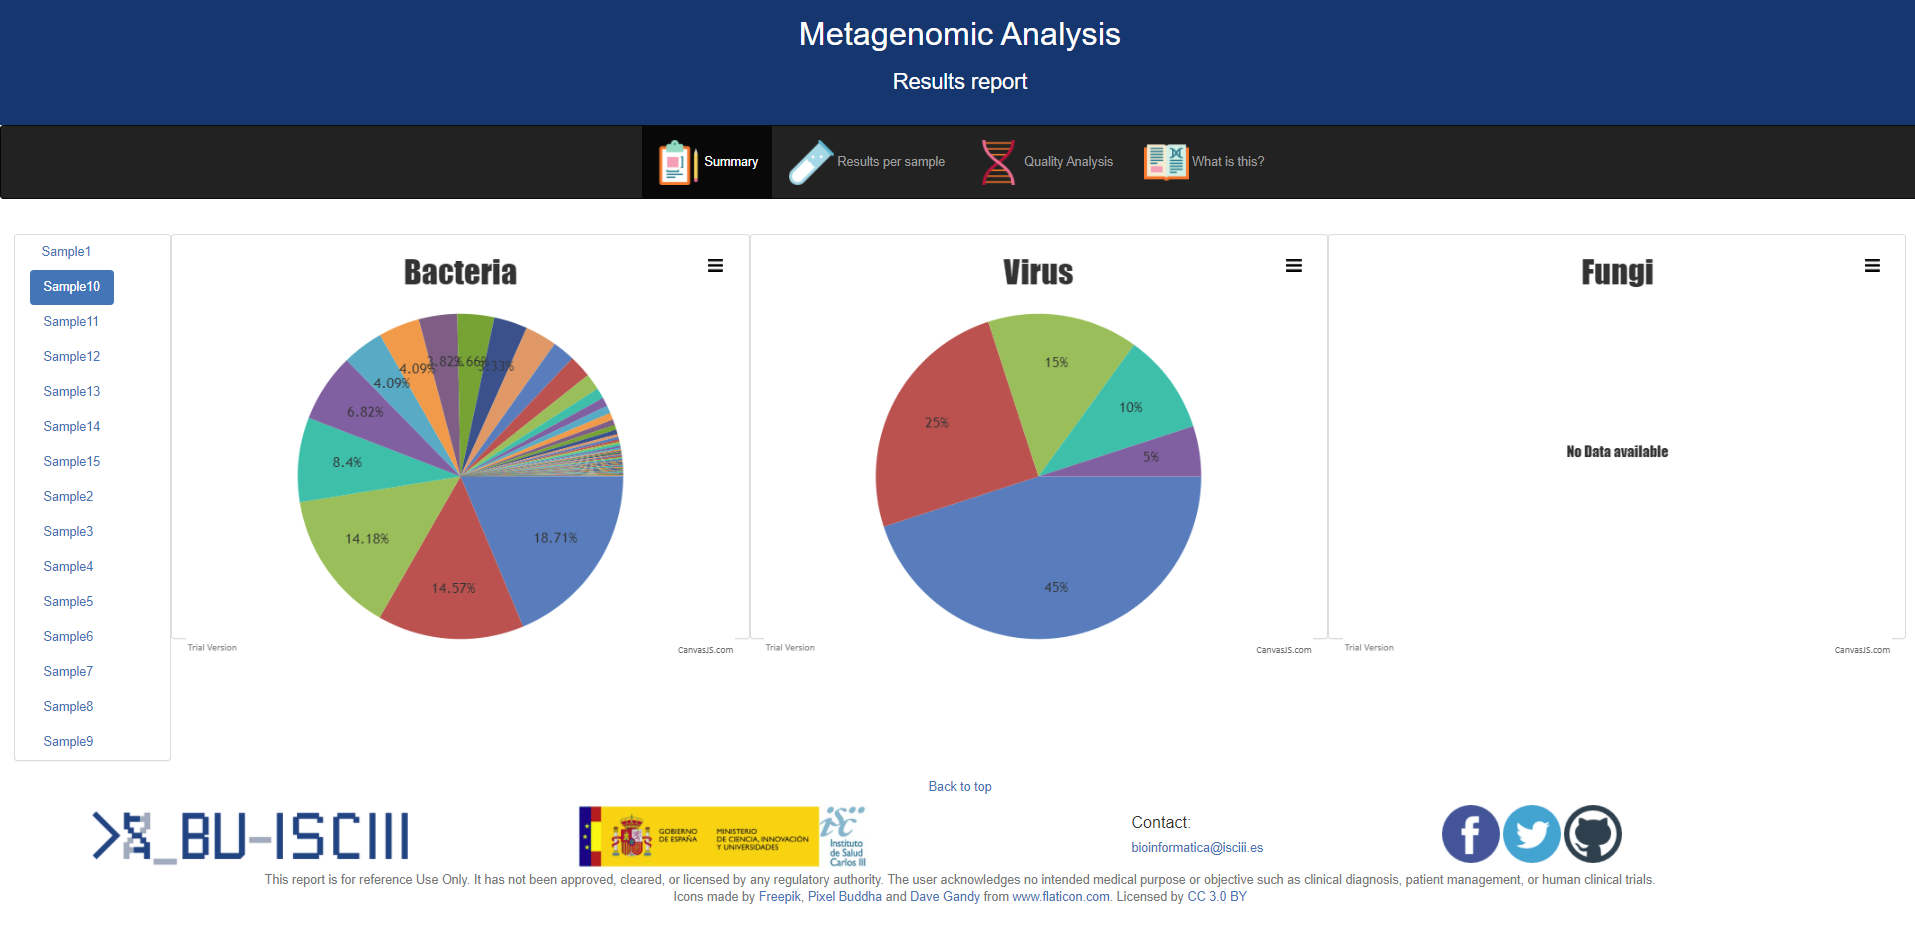 Metagenomic Analysis
Results report
Summary
Results per sample
Quality Analysis
What is this?
Sample1
Sample10
Sample11
Sample12
Sample13
Sample14
Sample15
Sample2
Sample3
Sample4
Sample5
Sample6
Sample7
Sample8
Sample9
Bacteria
3.82%
3.66%
3.33%
4.09%
4.09%
6.82%
8.4%
14.18%
18.71%
14.57%
Trial Version
CanvasJS.com
Virus
15%
10%
25%
5%
45%
Trial Version
CanvasJS.com
Fungi
No Data available
Trial Version
CanvasJS.com
Back to top
BU-ISCIII
GOBIERNO
DE ESPAÑA
MINISTERIO
DE CIENCIA, INNOVACIÓN
Y UNIVERSIDADES
isc iii
Instituto
de Salud
Carlos III
Contact:
bioinformatica@isciii.es
This report is for reference Use Only. It has not been approved, cleared, or licensed by any regulatory authority. The user acknowledges no intended medical purpose or objective such as clinical diagnosis, patient management, or human clinical trials.
Icons made by Freepik, Pixel Buddha and Dave Gandy from www.flaticon.com. Licensed by CC 3.0 BY